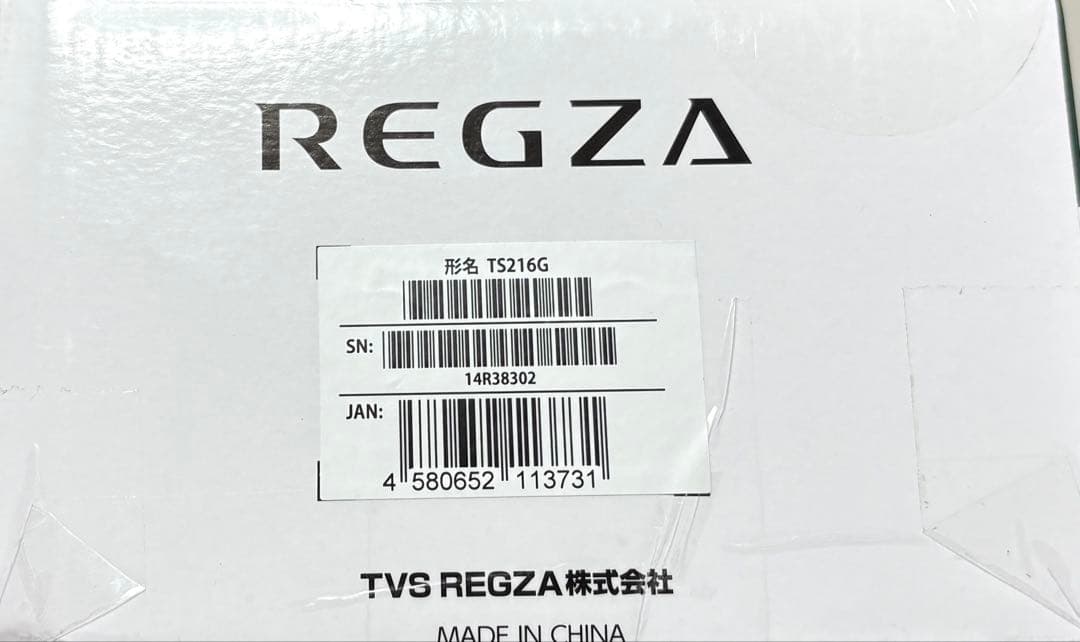 REGZA
形名 TS216G
SN:
14R38302
JAN:
4 580652 113731
TVS REGZA株式会社
MADE IN CHINA